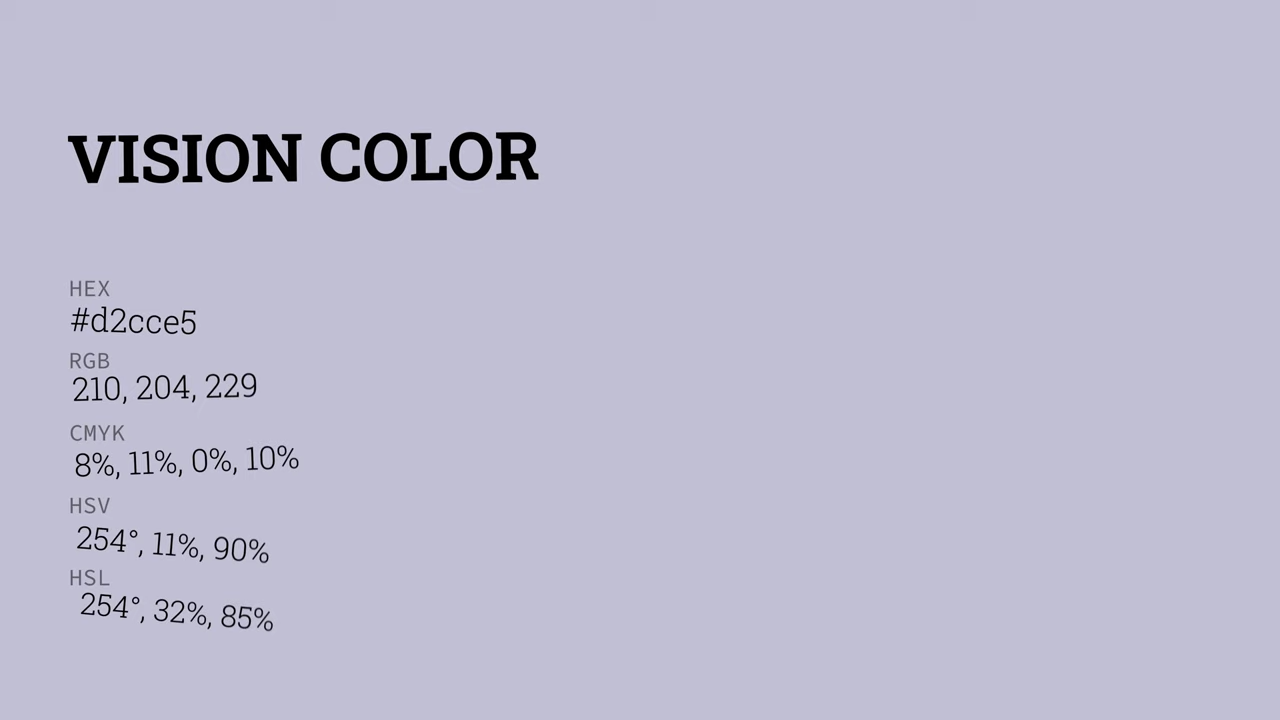 VISION COLOR
HEX
#d2cce5
RGB
210, 204, 229
CMYK
8%, 11%, 0%, 10%
HSV
254°, 11%, 90%
HSL
254°, 32%, 85%